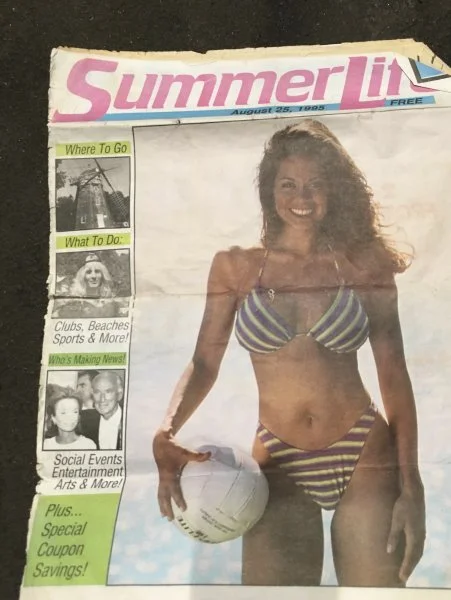 SummerLif
August 25, 1995
FREE
Where To Go
What To Do:
Clubs, Beaches
Sports & More!
Who's Making News!
Social Events
Entertainment
Arts & More!
Plus...
Special
Coupon
Savings!